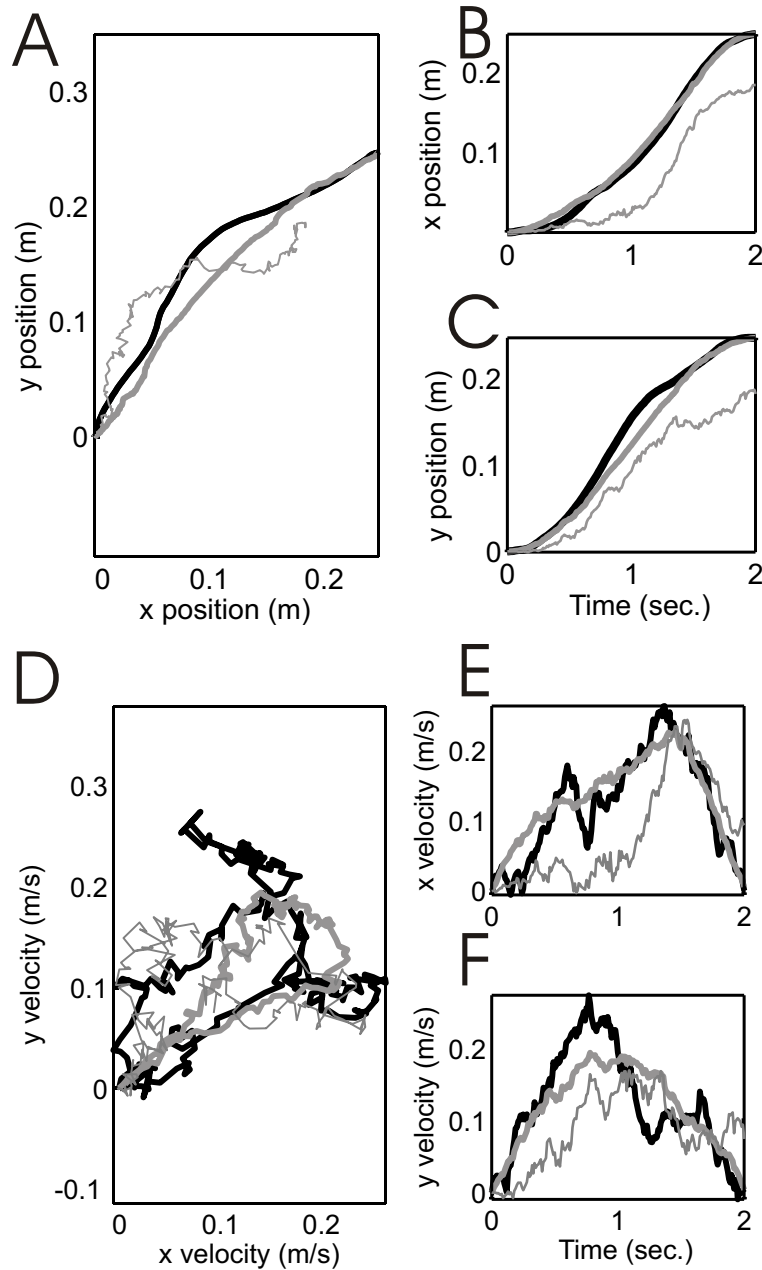 A
0.3
0.2
0.1
0
y position (m)
0 0.1 0.2
x position (m)
B
0.2
0.1
0
x position (m)
0 1 2
C
0.2
0.1
0
y position (m)
0 1 2
Time (sec.)
D
0.3
0.2
0.1
0
-0.1
y velocity (m/s)
0 0.1 0.2
x velocity (m/s)
E
0.2
0.1
0
x velocity (m/s)
0 1 2
F
0.2
0.1
0
y velocity (m/s)
0 1 2
Time (sec.)